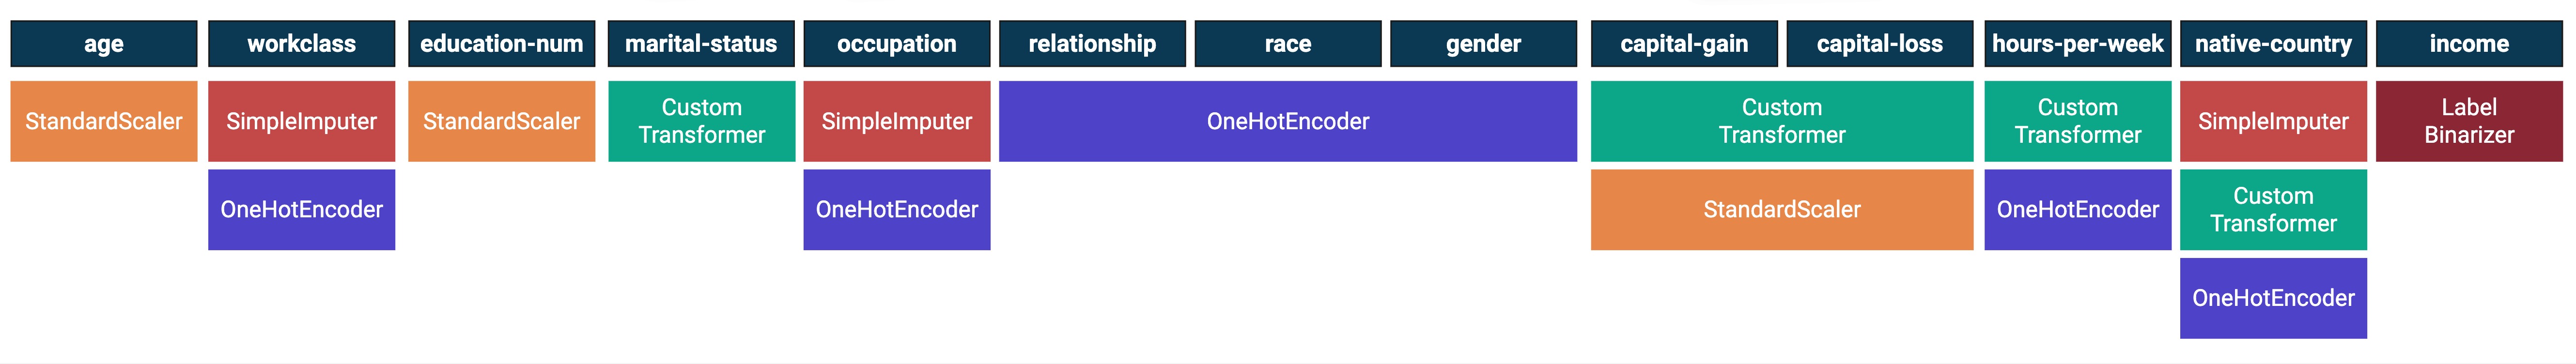 age workclass education-num marital-status occupation relationship race gender capital-gain capital-loss hours-per-week native-country income
StandardScaler SimpleImputer StandardScaler Custom Transformer SimpleImputer OneHotEncoder Custom Transformer Custom Transformer SimpleImputer Label Binarizer
OneHotEncoder OneHotEncoder StandardScaler OneHotEncoder Custom Transformer
OneHotEncoder